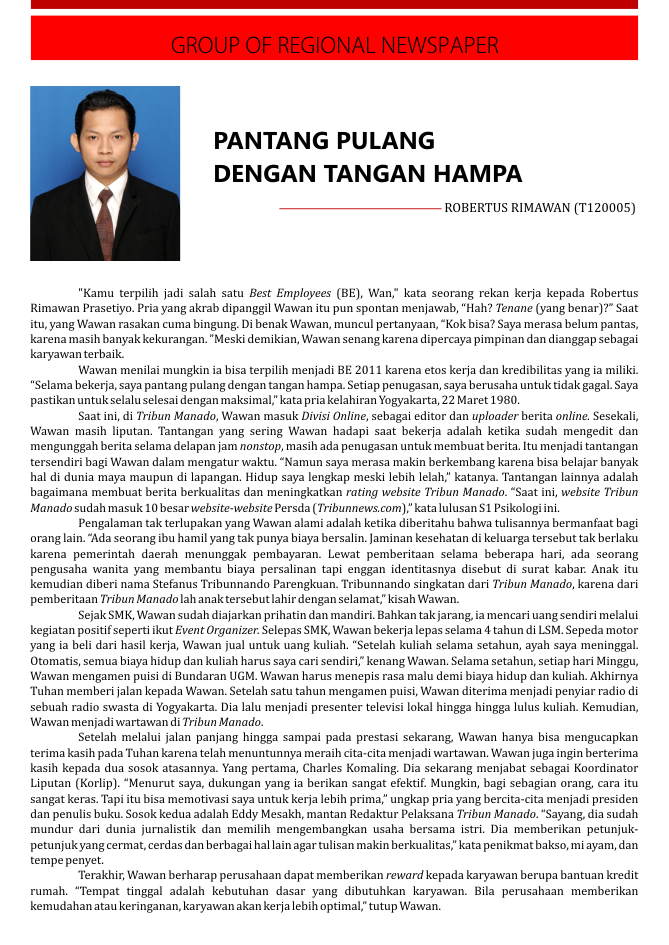 GROUP OF REGIONAL NEWSPAPER
PANTANG PULANG
DENGAN TANGAN HAMPA
ROBERTUS RIMAWAN (T120005)
"Kamu terpilih jadi salah satu Best Employees (BE), Wan," kata seorang rekan kerja kepada Robertus
Rimawan Prasetiyo. Pria yang akrab dipanggil Wawan itu pun spontan menjawab, “Hah? Tenane (yang benar)?” Saat
itu, yang Wawan rasakan cuma bingung. Di benak Wawan, muncul pertanyaan, “Kok bisa? Saya merasa belum pantas,
karena masih banyak kekurangan. ”Meski demikian, Wawan senang karena dipercaya pimpinan dan dianggap sebagai
karyawan terbaik.
Wawan menilai mungkin ia bisa terpilih menjadi BE 2011 karena etos kerja dan kredibilitas yang ia miliki.
“Selama bekerja, saya pantang pulang dengan tangan hampa. Setiap penugasan, saya berusaha untuk tidak gagal. Saya
pastikan untuk selalu selesai dengan maksimal,” kata pria kelahiran Yogyakarta, 22 Maret 1980.
Saat ini, di Tribun Manado, Wawan masuk Divisi Online, sebagai editor dan uploader berita online. Sesekali,
Wawan masih liputan. Tantangan yang sering Wawan hadapi saat bekerja adalah ketika sudah mengedit dan
mengunggah berita selama delapan jam nonstop, masih ada penugasan untuk membuat berita. Itu menjadi tantangan
tersendiri bagi Wawan dalam mengatur waktu. “Namun saya merasa makin berkembang karena bisa belajar banyak
hal di dunia maya maupun di lapangan. Hidup saya lengkap meski lebih lelah,” katanya. Tantangan lainnya adalah
bagaimana membuat berita berkualitas dan meningkatkan rating website Tribun Manado. “Saat ini, website Tribun
Manado sudah masuk 10 besar website-website Persda (Tribunnews.com),” kata lulusan S1 Psikologi ini.
Pengalaman tak terlupakan yang Wawan alami adalah ketika diberitahu bahwa tulisannya bermanfaat bagi
orang lain. “Ada seorang ibu hamil yang tak punya biaya bersalin. Jaminan kesehatan di keluarga tersebut tak berlaku
karena pemerintah daerah menunggak pembayaran. Lewat pemberitaan selama beberapa hari, ada seorang
pengusaha wanita yang membantu biaya persalinan tapi enggan identitasnya disebut di surat kabar. Anak itu
kemudian diberi nama Stefanus Tribunnando Parengkuan. Tribunnando singkatan dari Tribun Manado, karena dari
pemberitaan Tribun Manado lah anak tersebut lahir dengan selamat,” kisah Wawan.
Sejak SMK, Wawan sudah diajarkan prihatin dan mandiri. Bahkan tak jarang, ia mencari uang sendiri melalui
kegiatan positif seperti ikut Event Organizer. Selepas SMK, Wawan bekerja lepas selama 4 tahun di LSM. Sepeda motor
yang ia beli dari hasil kerja, Wawan jual untuk uang kuliah. “Setelah kuliah selama setahun, ayah saya meninggal.
Otomatis, semua biaya hidup dan kuliah harus saya cari sendiri,” kenang Wawan. Selama setahun, setiap hari Minggu,
Wawan mengamen puisi di Bundaran UGM. Wawan harus menepis rasa malu demi biaya hidup dan kuliah. Akhirnya
Tuhan memberi jalan kepada Wawan. Setelah satu tahun mengamen puisi, Wawan diterima menjadi penyiar radio di
sebuah radio swasta di Yogyakarta. Dia lalu menjadi presenter televisi lokal hingga hingga lulus kuliah. Kemudian,
Wawan menjadi wartawan di Tribun Manado.
Setelah melalui jalan panjang hingga sampai pada prestasi sekarang, Wawan hanya bisa mengucapkan
terima kasih pada Tuhan karena telah menuntunnya meraih cita-cita menjadi wartawan. Wawan juga ingin berterima
kasih kepada dua sosok atasannya. Yang pertama, Charles Komaling. Dia sekarang menjabat sebagai Koordinator
Liputan (Korlip). “Menurut saya, dukungan yang ia berikan sangat efektif. Mungkin, bagi sebagian orang, cara itu
sangat keras. Tapi itu bisa memotivasi saya untuk kerja lebih prima,” ungkap pria yang bercita-cita menjadi presiden
dan penulis buku. Sosok kedua adalah Eddy Mesakh, mantan Redaktur Pelaksana Tribun Manado. “Sayang, dia sudah
mundur dari dunia jurnalistik dan memilih mengembangkan usaha bersama istri. Dia memberikan petunjuk-
petunjuk yang cermat, cerdas dan berbagai hal lain agar tulisan makin berkualitas,” kata penikmat bakso, mi ayam, dan
tempe penyet.
Terakhir, Wawan berharap perusahaan dapat memberikan reward kepada karyawan berupa bantuan kredit
rumah. “Tempat tinggal adalah kebutuhan dasar yang dibutuhkan karyawan. Bila perusahaan memberikan
kemudahan atau keringanan, karyawan akan kerja lebih optimal,” tutup Wawan.